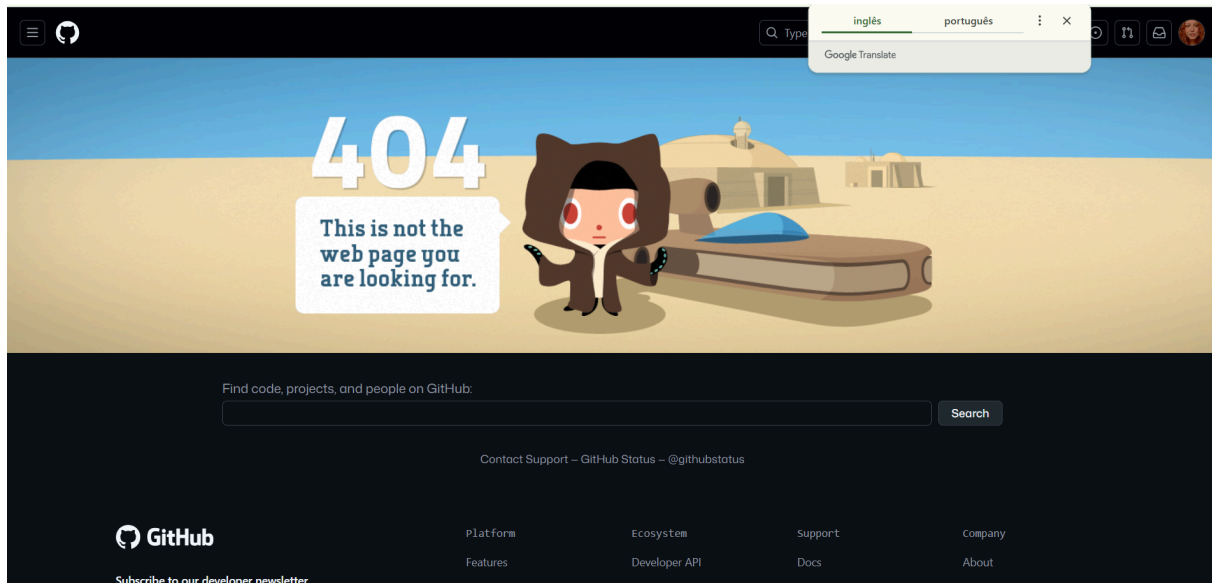 Type
inglês português
Google Translate
404
This is not the
web page you
are looking for.
Find code, projects, and people on GitHub:
Search
Contact Support — GitHub Status — @githubstatus
GitHub
Subscribe to our developer newsletter
Platform
Features
Ecosystem
Developer API
Support
Docs
Company
About